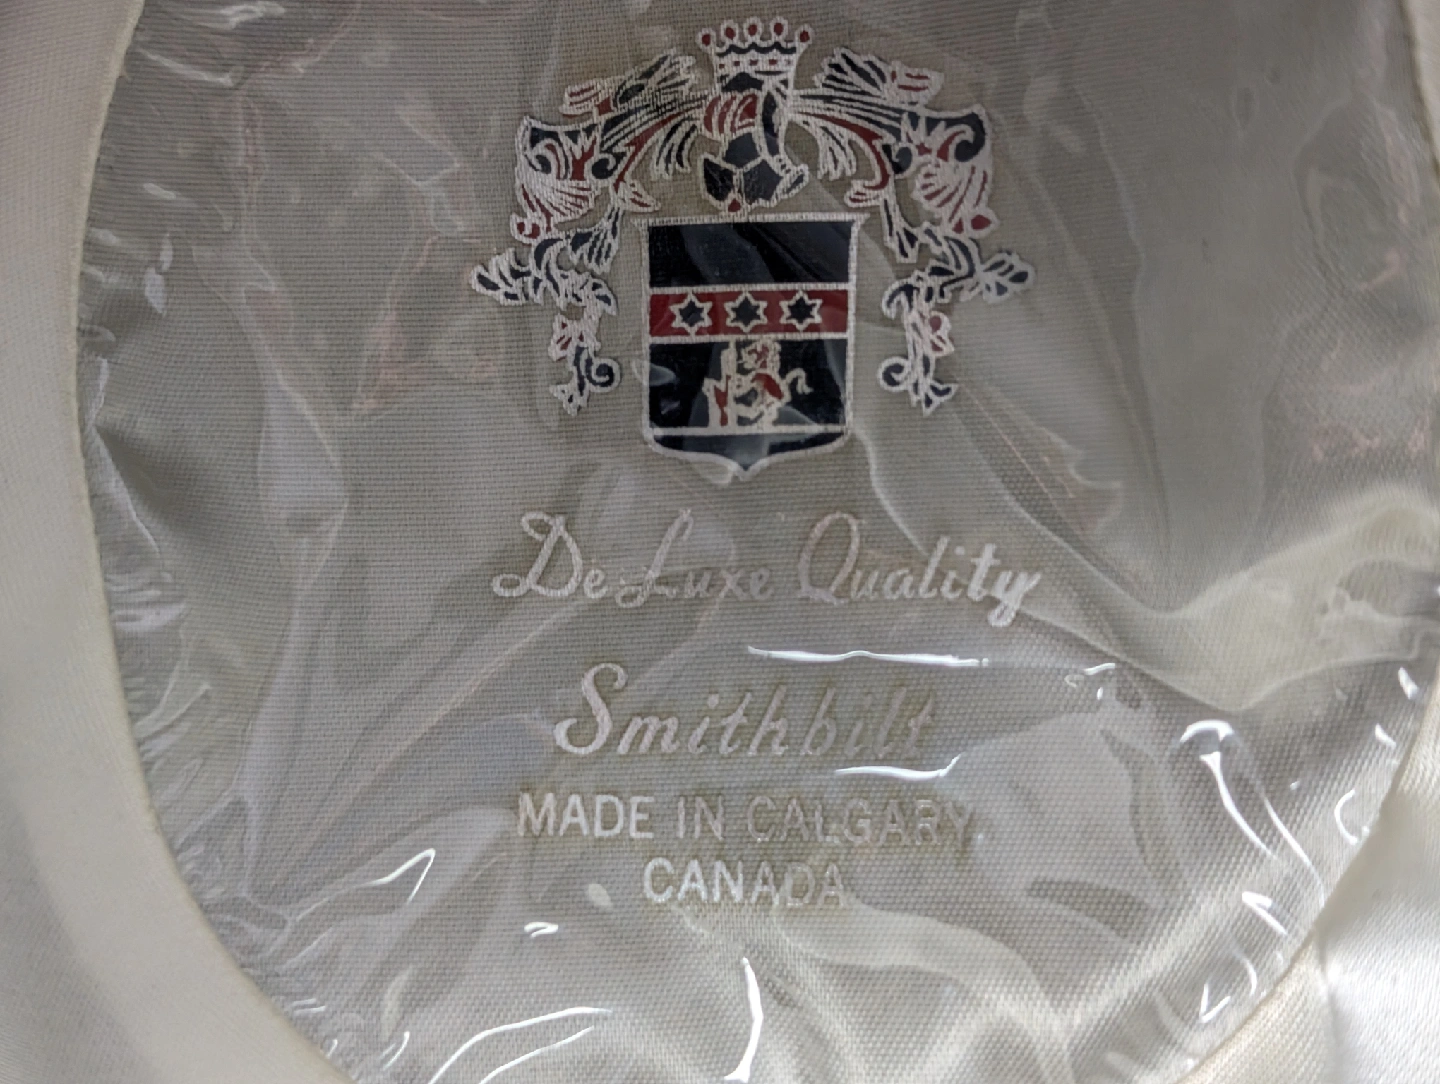 De Luxe Quality
Smithbilt
MADE IN CALGARY
CANADA